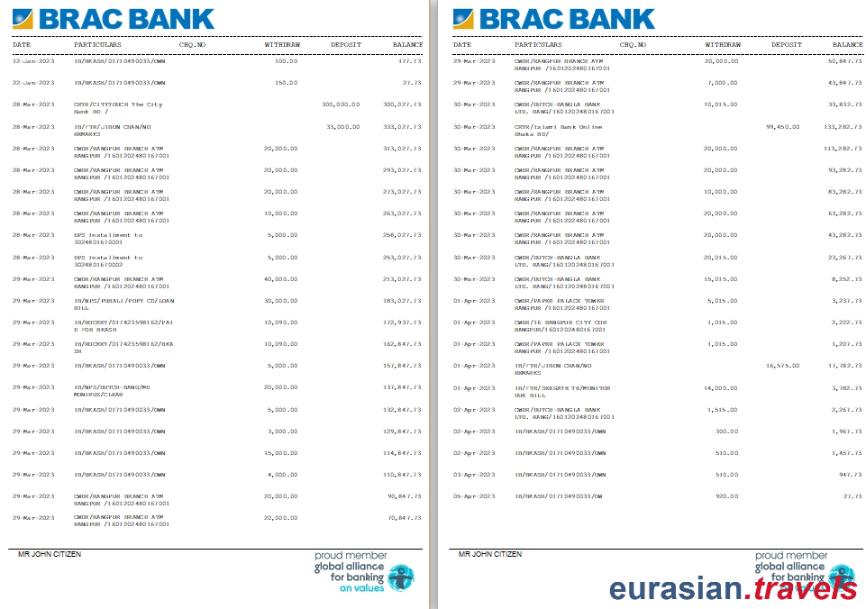 BRAC BANK
DATE PARTICULARS CHQ.NO WITHDRAW DEPOSIT BALANCE
12-Jan-2023 IB/BKASH/01710490033/OWN 100.00 177.73
22-Jan-2023 IB/BKASH/01710490033/OWN 150.00 27.73
28-Mar-2023 CRTR/CITYTOUCH The City 300,000.00 300,027.73
Bank BD /
28-Mar-2023 IB/FTR/JIBON CHAN/NO 33,000.00 333,027.73
REMARKS
28-Mar-2023 CWDR/RANGPUR BRANCH ATM 20,000.00 313,027.73
RANGPUR /1601202480167001
28-Mar-2023 CWDR/RANGPUR BRANCH ATM 20,000.00 293,027.73
RANGPUR /1601202480167001
28-Mar-2023 CWDR/RANGPUR BRANCH ATM 20,000.00 273,027.73
RANGPUR /1601202480167001
28-Mar-2023 CWDR/RANGPUR BRANCH ATM 10,000.00 263,027.73
RANGPUR /1601202480167001
28-Mar-2023 DPS Installment to 5,000.00 258,027.73
3024801670001
28-Mar-2023 DPS Installment to 5,000.00 253,027.73
3024801670002
29-Mar-2023 CWDR/RANGPUR BRANCH ATM 40,000.00 213,027.73
RANGPUR /1601202480167001
29-Mar-2023 IB/NPS/PUBALI/POPY CD/LOAN 30,000.00 183,027.73
BILL
29-Mar-2023 IB/ROCKET/017423598162/PAI 10,090.00 172,937.73
D FOR BKASH
29-Mar-2023 IB/ROCKET/017423598162/BKA 10,090.00 162,847.73
SH
29-Mar-2023 IB/BKASH/01710490033/OWN 5,000.00 157,847.73
29-Mar-2023 IB/NPS/DUTCH-BANG/MD 20,000.00 137,847.73
29-Mar-2023 IB/BKASH/01710490033/OWN 5,000.00 132,847.73
29-Mar-2023 IB/BKASH/01710490033/OWN 3,000.00 129,847.73
29-Mar-2023 IB/BKASH/01710490033/OWN 15,000.00 114,847.73
29-Mar-2023 IB/BKASH/01710490033/OWN 4,000.00 110,847.73
29-Mar-2023 CWDR/RANGPUR BRANCH ATM 20,000.00 90,847.73
RANGPUR /1601202480167001
29-Mar-2023 CWDR/RANGPUR BRANCH ATM 20,000.00 70,847.73
RANGPUR /1601202480167001
MR JOHN CITIZEN
proud member
global alliance
for banking
on values
BRAC BANK
DATE PARTICULARS CHQ.NO WITHDRAW DEPOSIT BALANCE
29-Mar-2023 CWDR/RANGPUR BRANCH ATM 20,000.00 50,847.73
RANGPUR /1601202480167001
29-Mar-2023 CWDR/RANGPUR BRANCH ATM 7,000.00 43,847.73
RANGPUR /1601202480167001
30-Mar-2023 CWDR/DUTCH-BANGLA BANK 10,015.00 33,832.73
LTD. RANG/1601202480167001
30-Mar-2023 CRTR/Islami Bank Online 99,450.00 133,282.73
Dhaka BD/
30-Mar-2023 CWDR/RANGPUR BRANCH ATM 20,000.00 113,282.73
RANGPUR /1601202480167001
30-Mar-2023 CWDR/RANGPUR BRANCH ATM 20,000.00 93,282.73
RANGPUR /1601202480167001
30-Mar-2023 CWDR/RANGPUR BRANCH ATM 10,000.00 83,282.73
RANGPUR /1601202480167001
30-Mar-2023 CWDR/RANGPUR BRANCH ATM 20,000.00 63,282.73
RANGPUR /1601202480167001
30-Mar-2023 CWDR/RANGPUR BRANCH ATM 20,000.00 43,282.73
RANGPUR /1601202480167001
30-Mar-2023 CWDR/DUTCH-BANGLA BANK 20,015.00 23,267.73
LTD. RANG/1601202480167001
30-Mar-2023 CWDR/DUTCH-BANGLA BANK 15,015.00 8,252.73
LTD. RANG/1601202480167001
01-Apr-2023 CWDR/PAPER PALACE TOWER 5,015.00 3,237.73
RANGPUR /1601202480167001
01-Apr-2023 CWDR/16 RANGPUR CITY COR 1,015.00 2,222.73
RANGPUR/1601202480167001
01-Apr-2023 CWDR/PAPER PALACE TOWER 1,015.00 1,207.73
RANGPUR /1601202480167001
01-Apr-2023 IB/FTR/JIBON CHAN/NO 16,575.00 17,782.73
REMARKS
01-Apr-2023 14,000.00 3,782.73
BILL
02-Apr-2023 CWDR/DUTCH-BANGLA BANK 1,515.00 2,267.73
LTD. RANG/1601202480167001
02-Apr-2023 IB/BKASH/01710490033/OWN 300.00 1,967.73
02-Apr-2023 IB/BKASH/01710490033/OWN 510.00 1,457.73
03-Apr-2023 IB/BKASH/01710490033/OWN 510.00 947.73
05-Apr-2023 IB/BKASH/01710490033/OW 920.00 27.73
MR JOHN CITIZEN
proud member
global alliance
for banking
on values
eurasian.travels